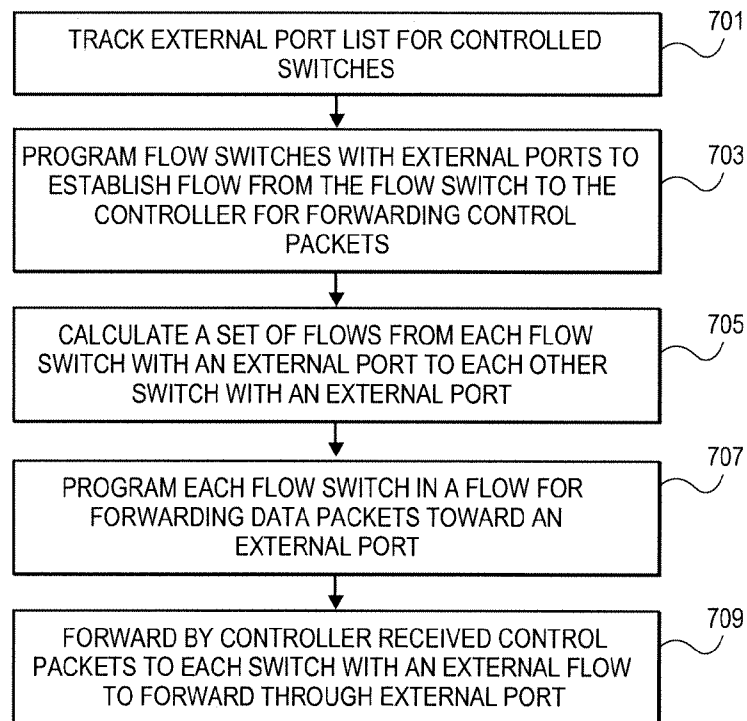 TRACK EXTERNAL PORT LIST FOR CONTROLLED
SWITCHES
701
PROGRAM FLOW SWITCHES WITH EXTERNAL PORTS TO
ESTABLISH FLOW FROM THE FLOW SWITCH TO THE
CONTROLLER FOR FORWARDING CONTROL
PACKETS
703
CALCULATE A SET OF FLOWS FROM EACH FLOW
SWITCH WITH AN EXTERNAL PORT TO EACH OTHER
SWITCH WITH AN EXTERNAL PORT
705
PROGRAM EACH FLOW SWITCH IN A FLOW FOR
FORWARDING DATA PACKETS TOWARD AN
EXTERNAL PORT
707
FORWARD BY CONTROLLER RECEIVED CONTROL
PACKETS TO EACH SWITCH WITH AN EXTERNAL FLOW
TO FORWARD THROUGH EXTERNAL PORT
709